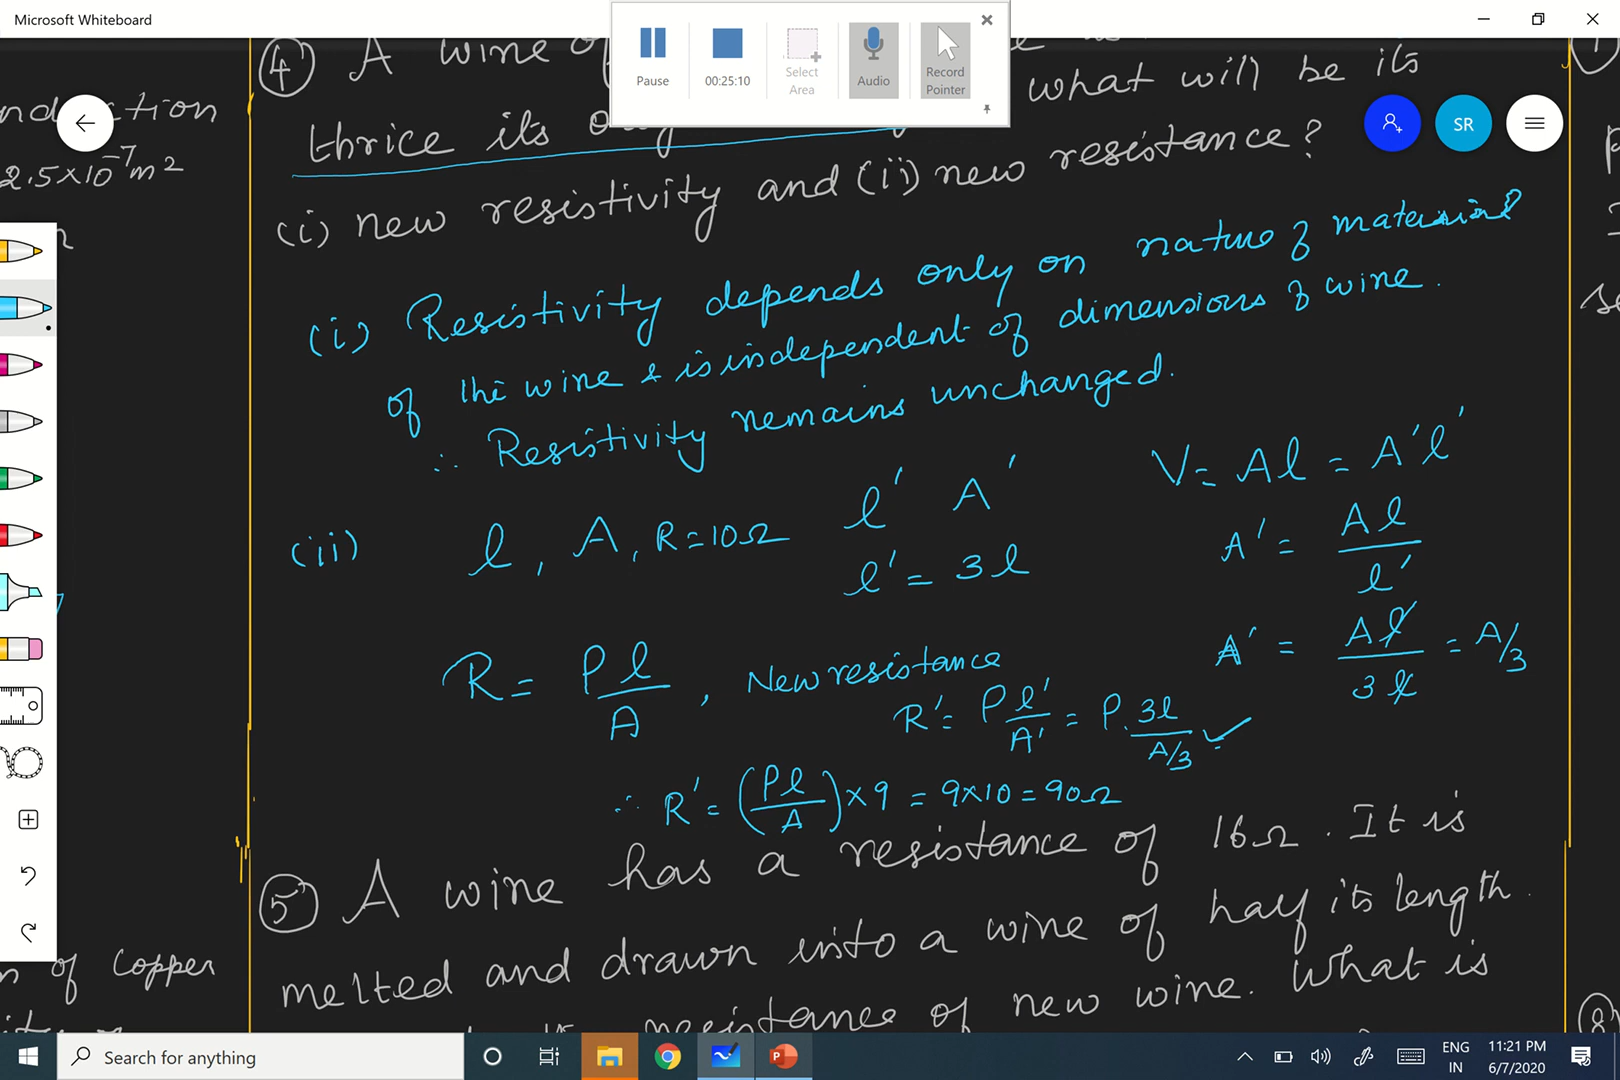 Microsoft Whiteboard
Pause
00:25:10
Select Area
Audio
Record Pointer
SR
2.5×10⁻⁷m²
④ A wire
what will be its
thrice its
(i) new resistivity and (ii) new resistance?
(i) Resistivity depends only on nature of material
of the wire & is independent of dimensions of wire.
∴ Resistivity remains unchanged.
(ii) l, A, R=10Ω l' A'
l' = 3l
V = Al = A'l'
A' = Al/l'
A' = Al/3l = A/3
R = ρl/A, New resistance
R' = ρl'/A' = ρ.3l/(A/3) ✓
∴ R' = (ρl/A)×9 = 9×10 = 90Ω
⑤ A wire has a resistance of 16Ω. It is
melted and drawn into a wire of half its length.
resistance of new wire. What is
of copper
Search for anything
ENG
IN
11:21 PM
6/7/2020